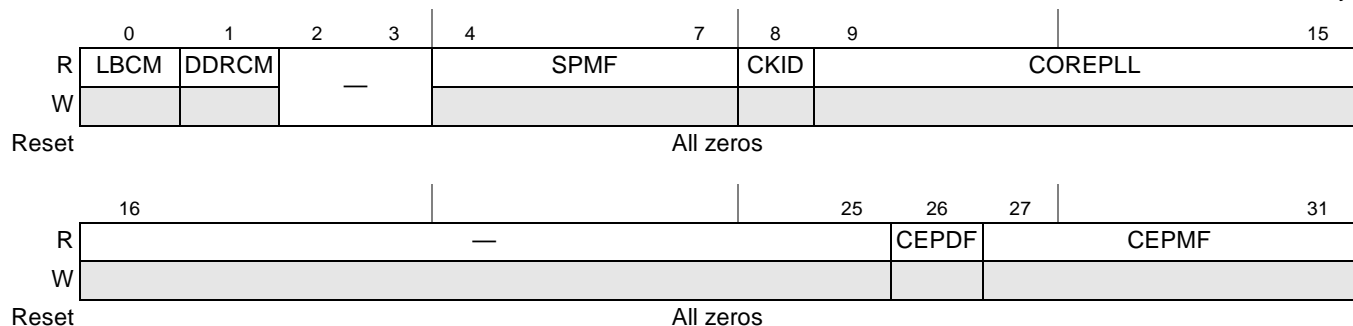 0 1 2 3 4 7 8 9 15
R LBCM DDRCM — SPMF CKID COREPLL
W
Reset All zeros
16 25 26 27 31
R — CEPDF CEPMF
W
Reset All zeros